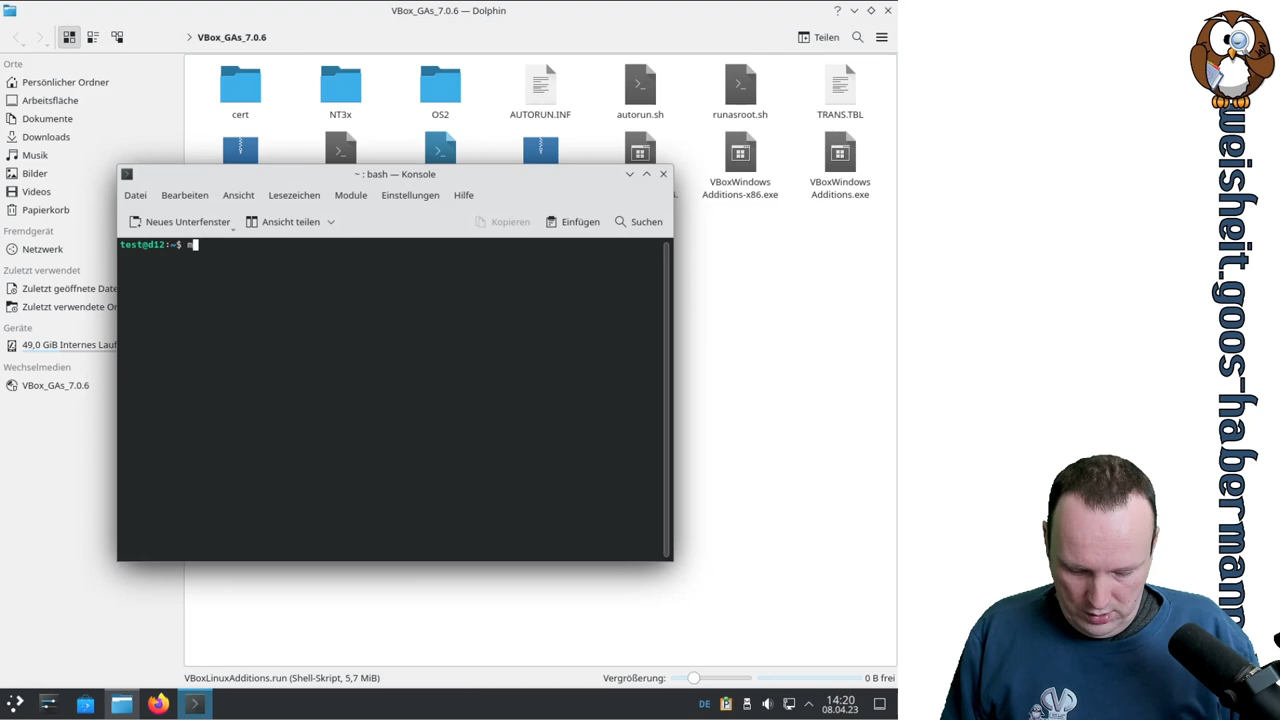 VBox_GAs_7.0.6 — Dolphin
VBox_GAs_7.0.6
Teilen
Orte
Persönlicher Ordner
Arbeitsfläche
Dokumente
Downloads
Musik
Bilder
Videos
Papierkorb
Fremdgerät
Netzwerk
Zuletzt verwendet
Zuletzt geöffnete Date
Zuletzt verwendete Or
Geräte
49,0 GiB Internes Lauf
Wechselmedien
VBox_GAs_7.0.6
cert
NT3x
OS2
AUTORUN.INF
autorun.sh
runasroot.sh
TRANS.TBL
VBoxWindows
Additions-x86.exe
VBoxWindows
Additions.exe
~ : bash — Konsole
Datei Bearbeiten Ansicht Lesezeichen Module Einstellungen Hilfe
Neues Unterfenster Ansicht teilen Kopieren Einfügen Suchen
test@d12:~$ m
VBoxLinuxAdditions.run (Shell-Skript, 5,7 MiB)
Vergrößerung:
0 B frei
DE
14:20
08.04.23
weisheit.goos-habermann